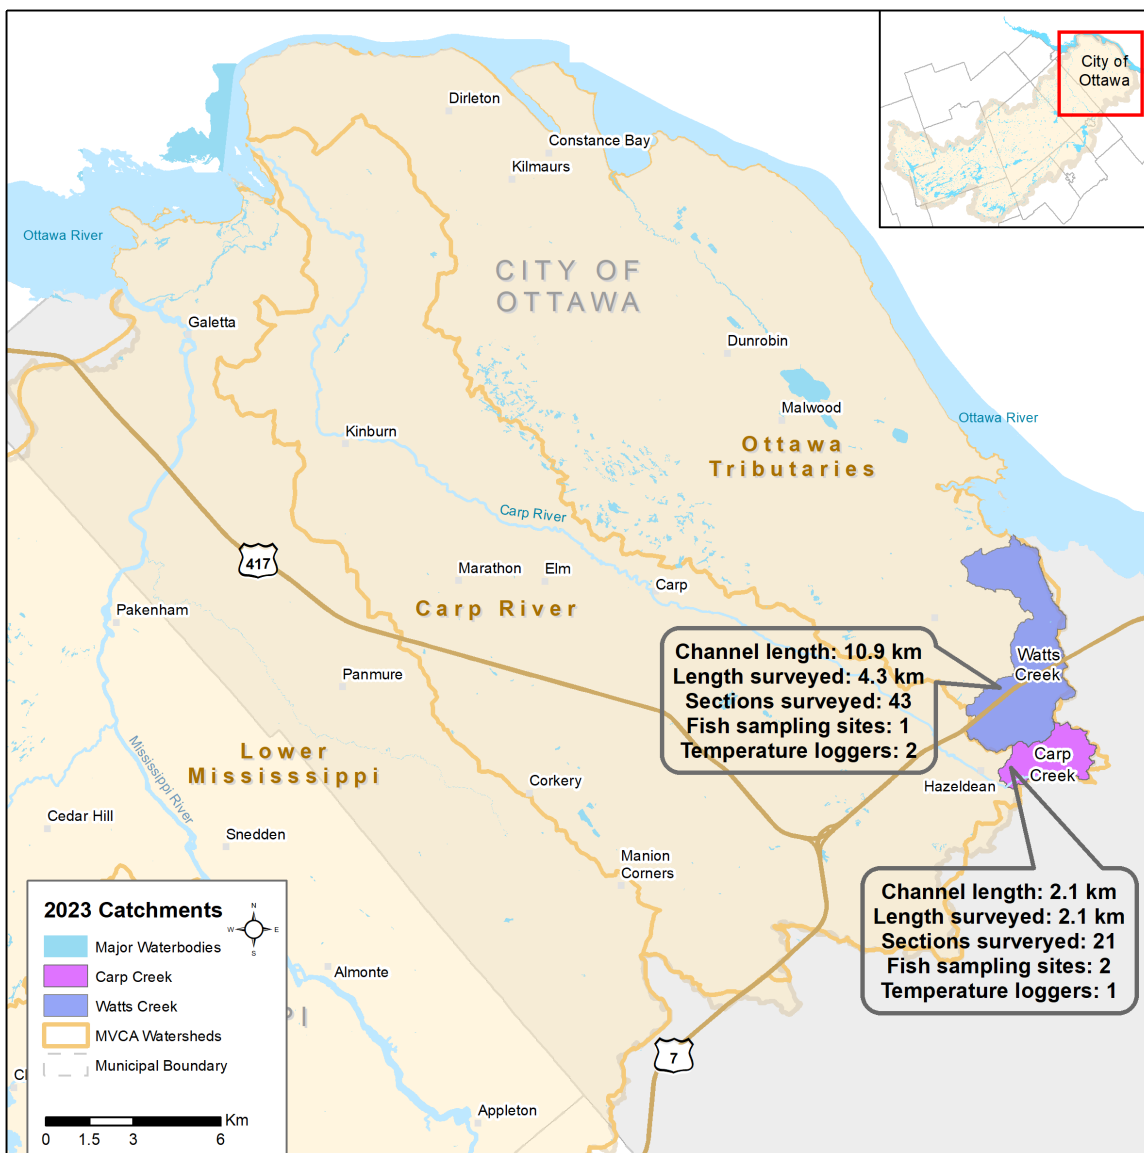 City of
Ottawa
Dirleton
Constance Bay
Kilmaurs
Ottawa River
CITY OF
OTTAWA
Galetta
Dunrobin
Malwood
Ottawa River
Kinburn
Ottawa
Tributaries
Carp River
417
Marathon
Elm
Carp
Carp River
Pakenham
Channel length: 10.9 km
Length surveyed: 4.3 km
Sections surveyed: 43
Fish sampling sites: 1
Temperature loggers: 2
Watts
Creek
Panmure
Lower
Mississsippi
Mississippi River
Carp
Creek
Corkery
Hazeldean
Cedar Hill
Snedden
Manion
Corners
Channel length: 2.1 km
Length surveyed: 2.1 km
Sections surveryed: 21
Fish sampling sites: 2
Temperature loggers: 1
2023 Catchments
N
W
E
S
Major Waterbodies
Carp Creek
Watts Creek
MVCA Watersheds
Municipal Boundary
Km
0 1.5 3 6
Almonte
PI
7
Appleton